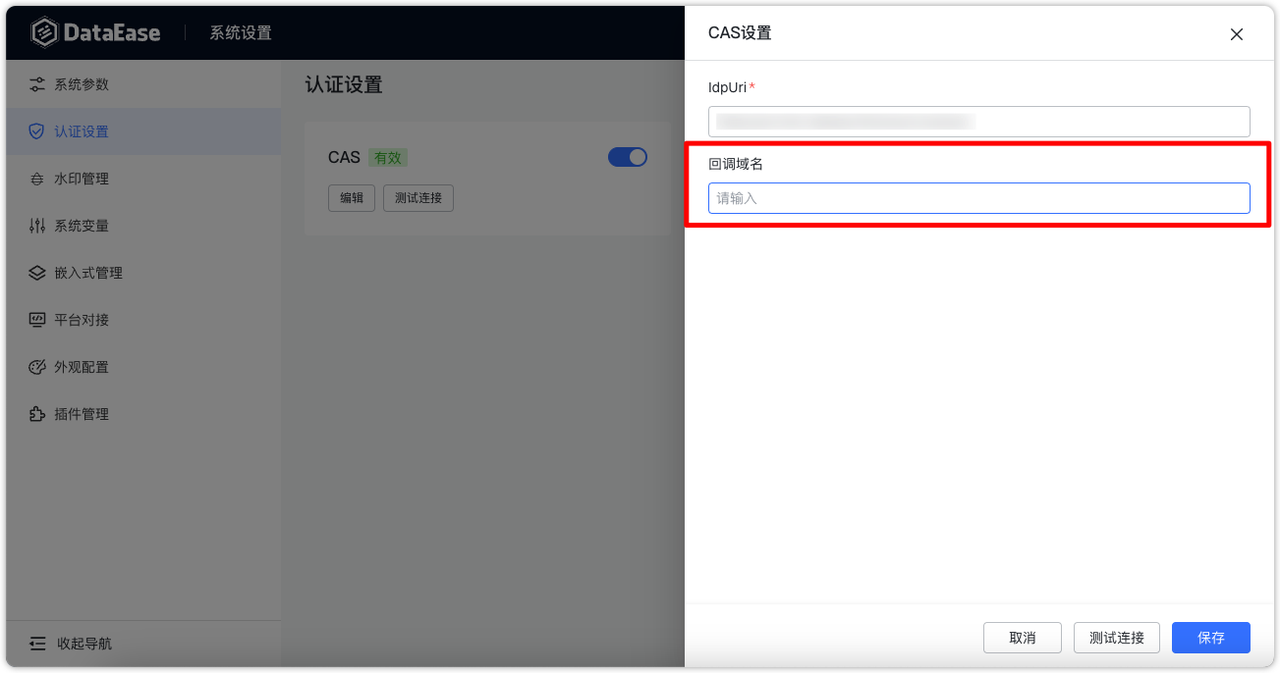 DataEase
系统设置
系统参数
认证设置
水印管理
系统变量
嵌入式管理
平台对接
外观配置
插件管理
收起导航
认证设置
CAS 有效
编辑 测试连接
CAS设置
IdpUri*
回调域名
请输入
取消 测试连接 保存